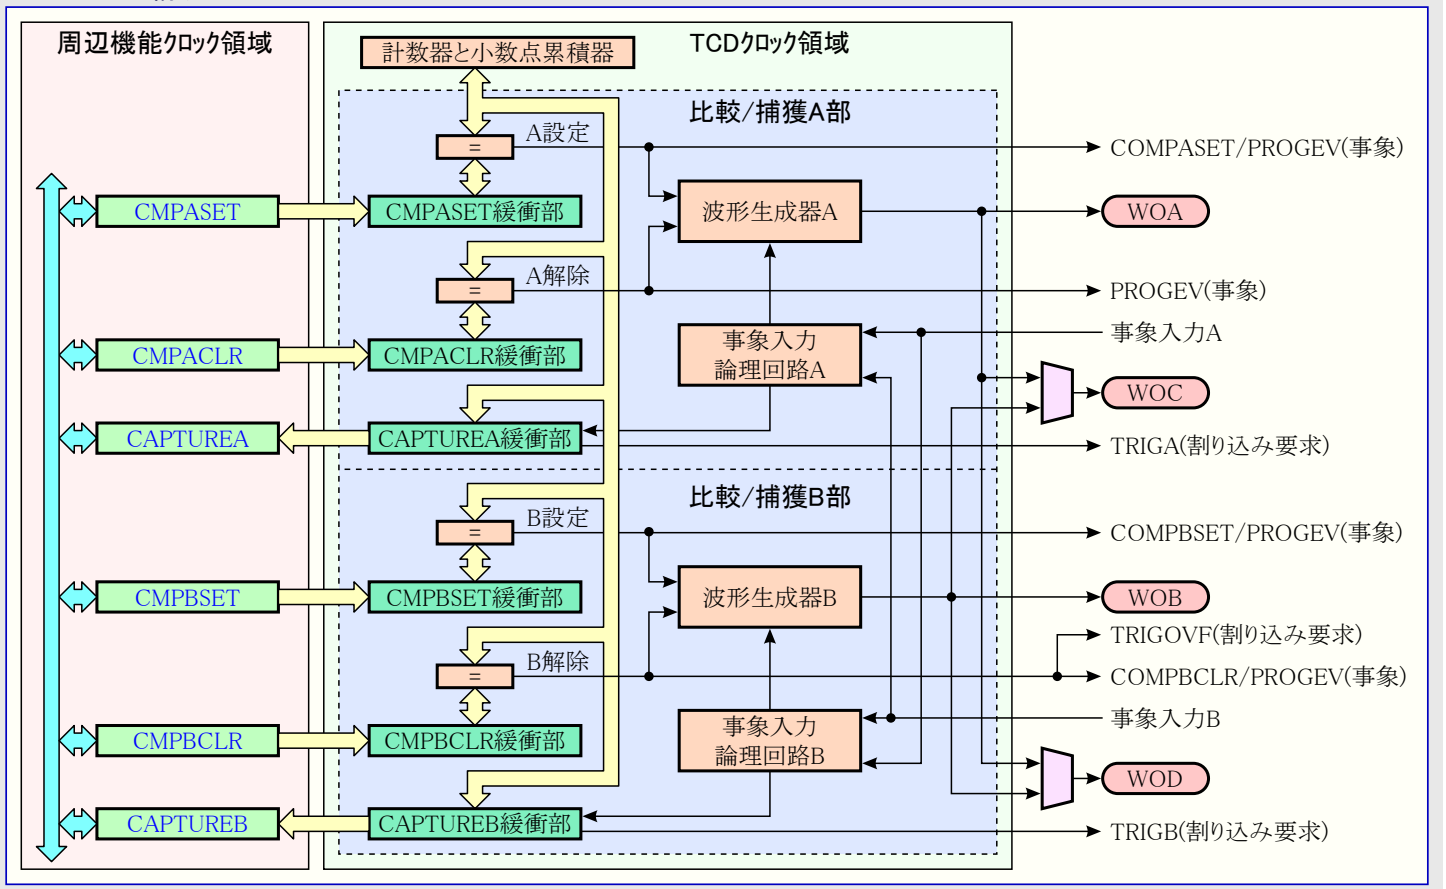 周辺機能クロック領域
TCDクロック領域
計数器と小数点累積器
比較/捕獲A部
=
A設定
COMPASET/PROGEV(事象)
CMPASET
CMPASET緩衝部
波形生成器A
WOA
=
A解除
PROGEV(事象)
事象入力A
CMPACLR
CMPACLR緩衝部
事象入力
論理回路A
WOC
CAPTUREA
CAPTUREA緩衝部
TRIGA(割り込み要求)
比較/捕獲B部
=
B設定
COMPBSET/PROGEV(事象)
CMPBSET
CMPBSET緩衝部
波形生成器B
WOB
TRIGOVF(割り込み要求)
=
B解除
COMPBCLR/PROGEV(事象)
事象入力B
CMPBCLR
CMPBCLR緩衝部
事象入力
論理回路B
WOD
CAPTUREB
CAPTUREB緩衝部
TRIGB(割り込み要求)